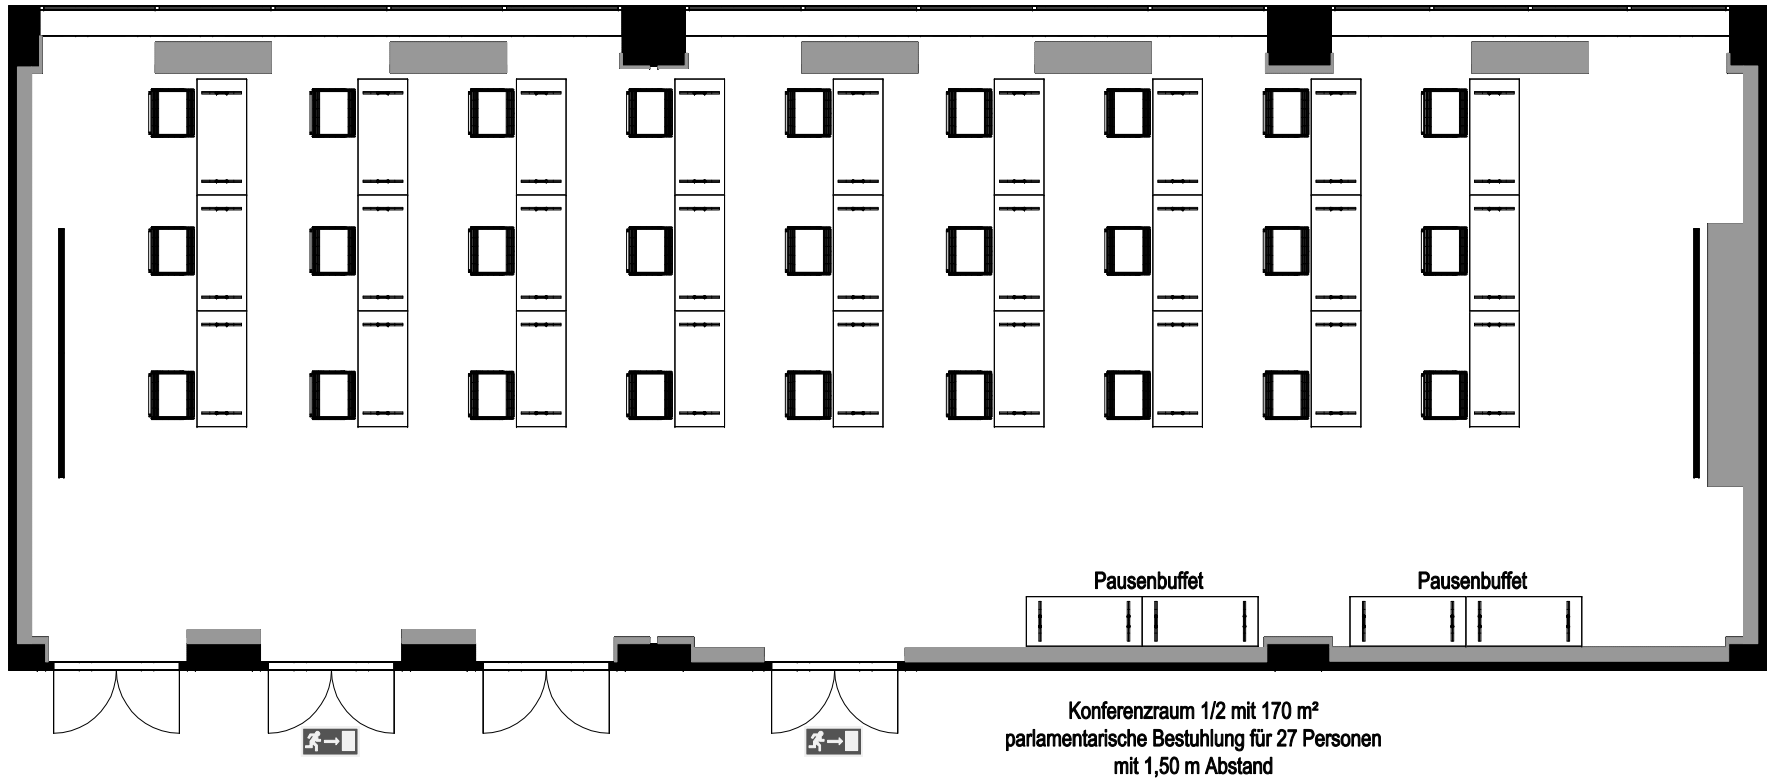 Pausenbuffet
Pausenbuffet
Konferenzraum 1/2 mit 170 m²
parlamentarische Bestuhlung für 27 Personen
mit 1,50 m Abstand